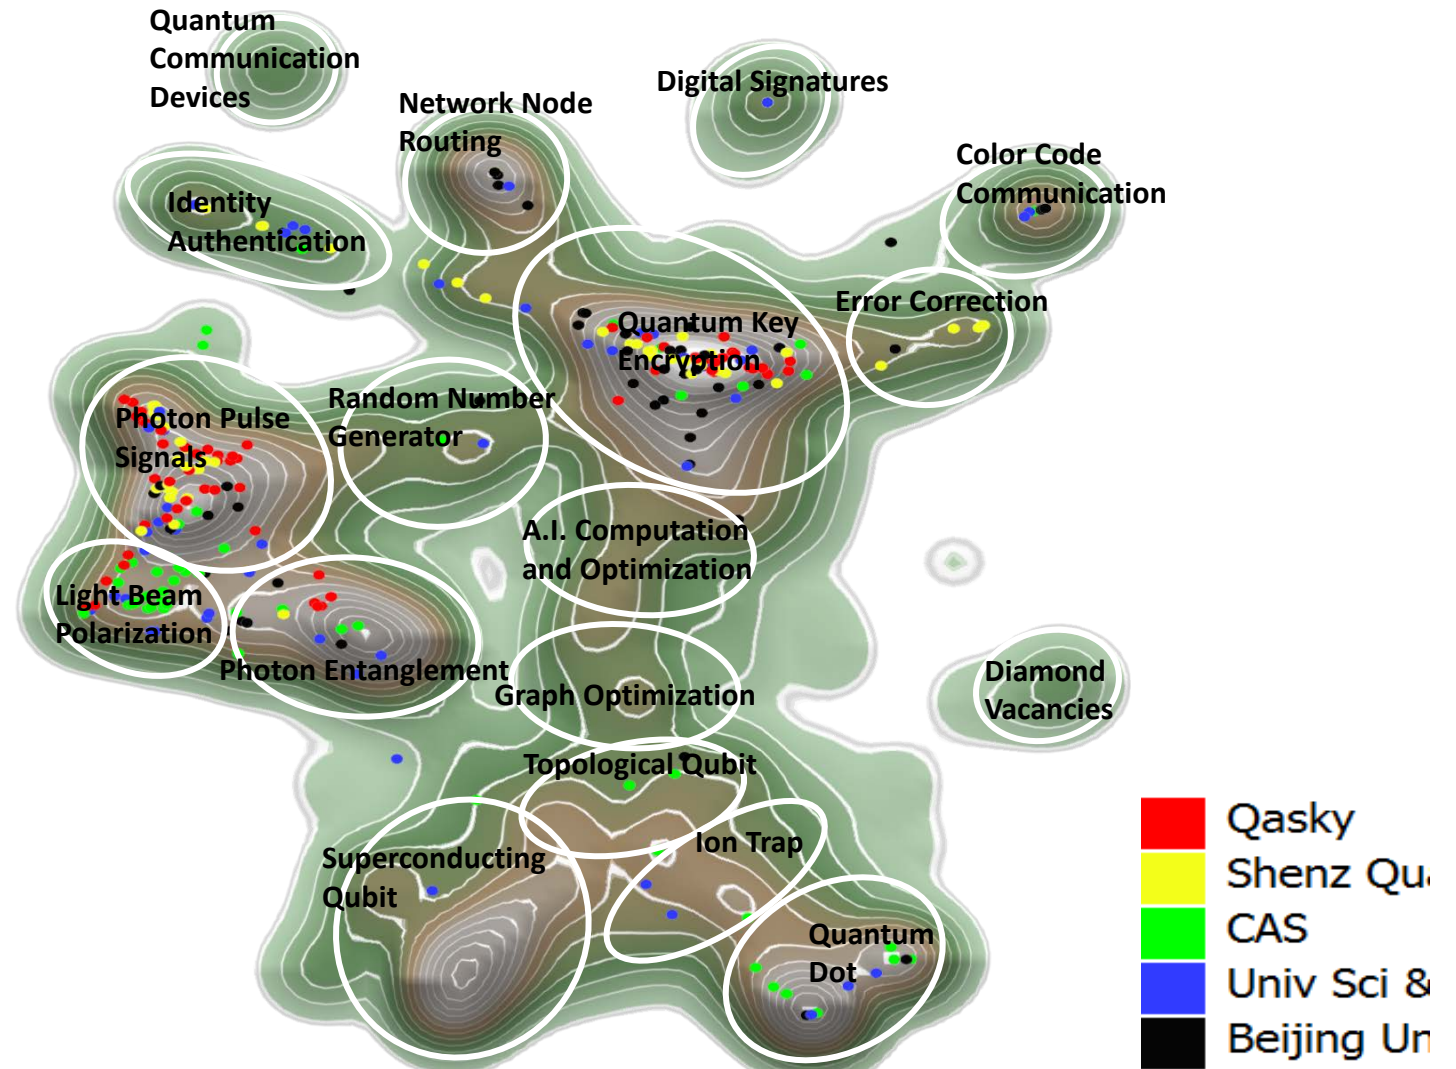 Quantum
Communication
Devices
Network Node
Routing
Digital Signatures
Color Code
Communication
Identity
Authentication
Error Correction
Quantum Key
Encryption
Random Number
Generator
Photon Pulse
Signals
A.I. Computation
and Optimization
Light Beam
Polarization
Photon Entanglement
Graph Optimization
Diamond
Vacancies
Topological Qubit
Ion Trap
Superconducting
Qubit
Quantum
Dot
Qasky
Shenz
CAS
Univ Sci &
Beijing